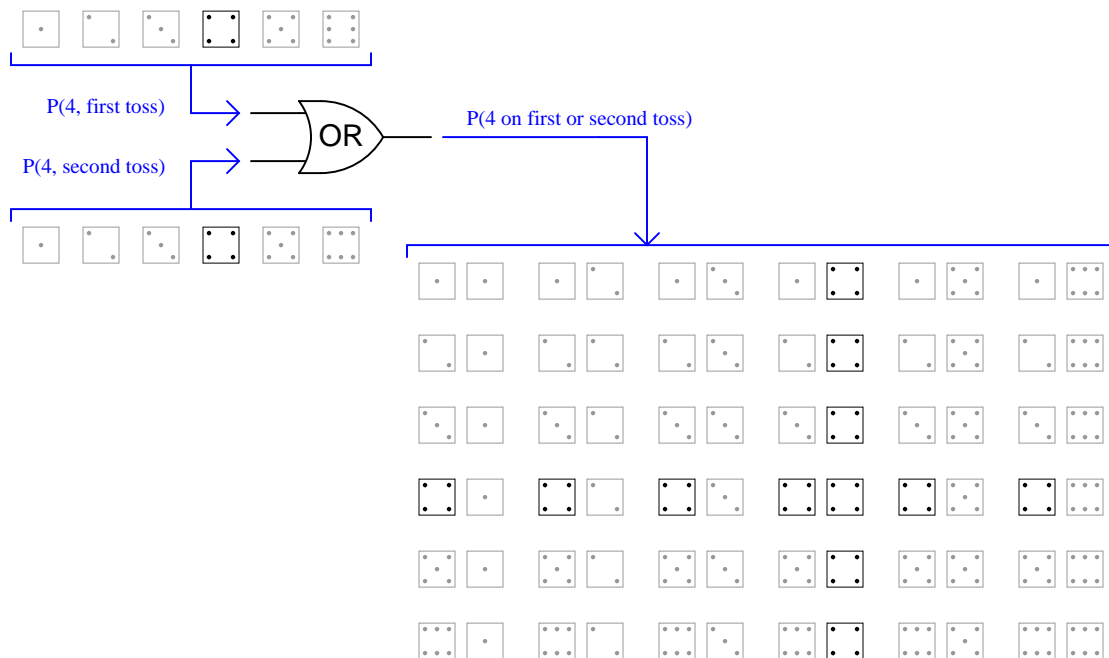 P(4, first toss)
OR
P(4 on first or second toss)
P(4, second toss)